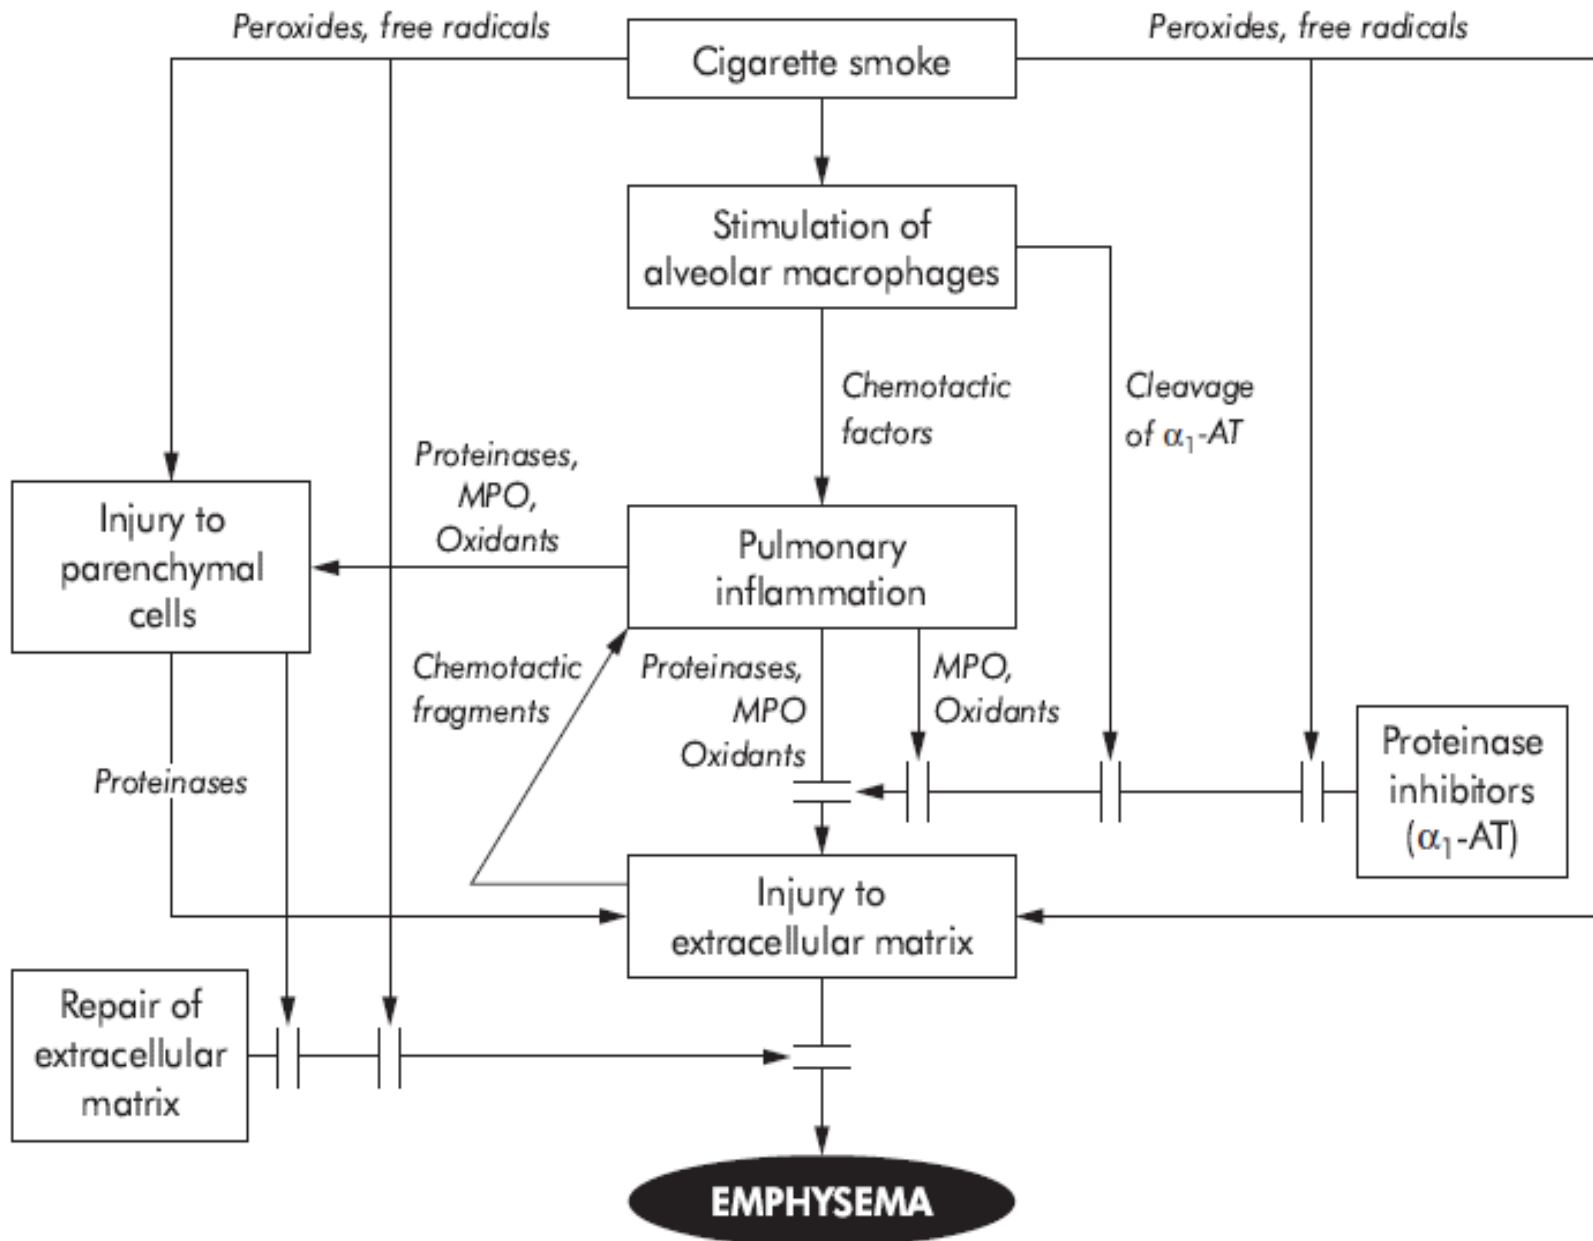 Peroxides, free radicals
Cigarette smoke
Peroxides, free radicals
Stimulation of
alveolar macrophages
Chemotactic
factors
Cleavage
of α₁-AT
Proteinases,
MPO,
Oxidants
Injury to
parenchymal
cells
Pulmonary
inflammation
Chemotactic
fragments
Proteinases,
MPO
Oxidants
MPO,
Oxidants
Proteinases
Proteinase
inhibitors
(α₁-AT)
Injury to
extracellular matrix
Repair of
extracellular
matrix
EMPHYSEMA